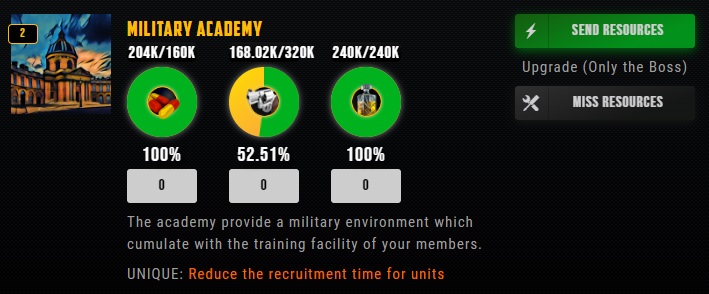 2
MILITARY ACADEMY
204K/160K 168.02K/320K 240K/240K
100% 52.51% 100%
0 0 0
The academy provide a military environment which
cumulate with the training facility of your members.
UNIQUE: Reduce the recruitment time for units
SEND RESOURCES
Upgrade (Only the Boss)
MISS RESOURCES